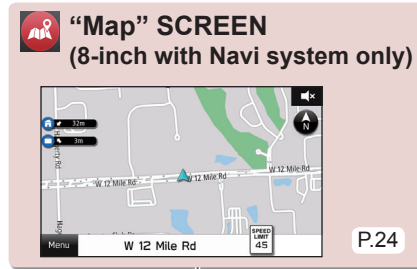 “Map” SCREEN
(8-inch with Navi system only)
N
32m
3m
W 12 Mile Rd
W 12 Mile Rd
W 12 Mile Rd
Menu
W 12 Mile Rd
SPEED
LIMIT
45
P.24